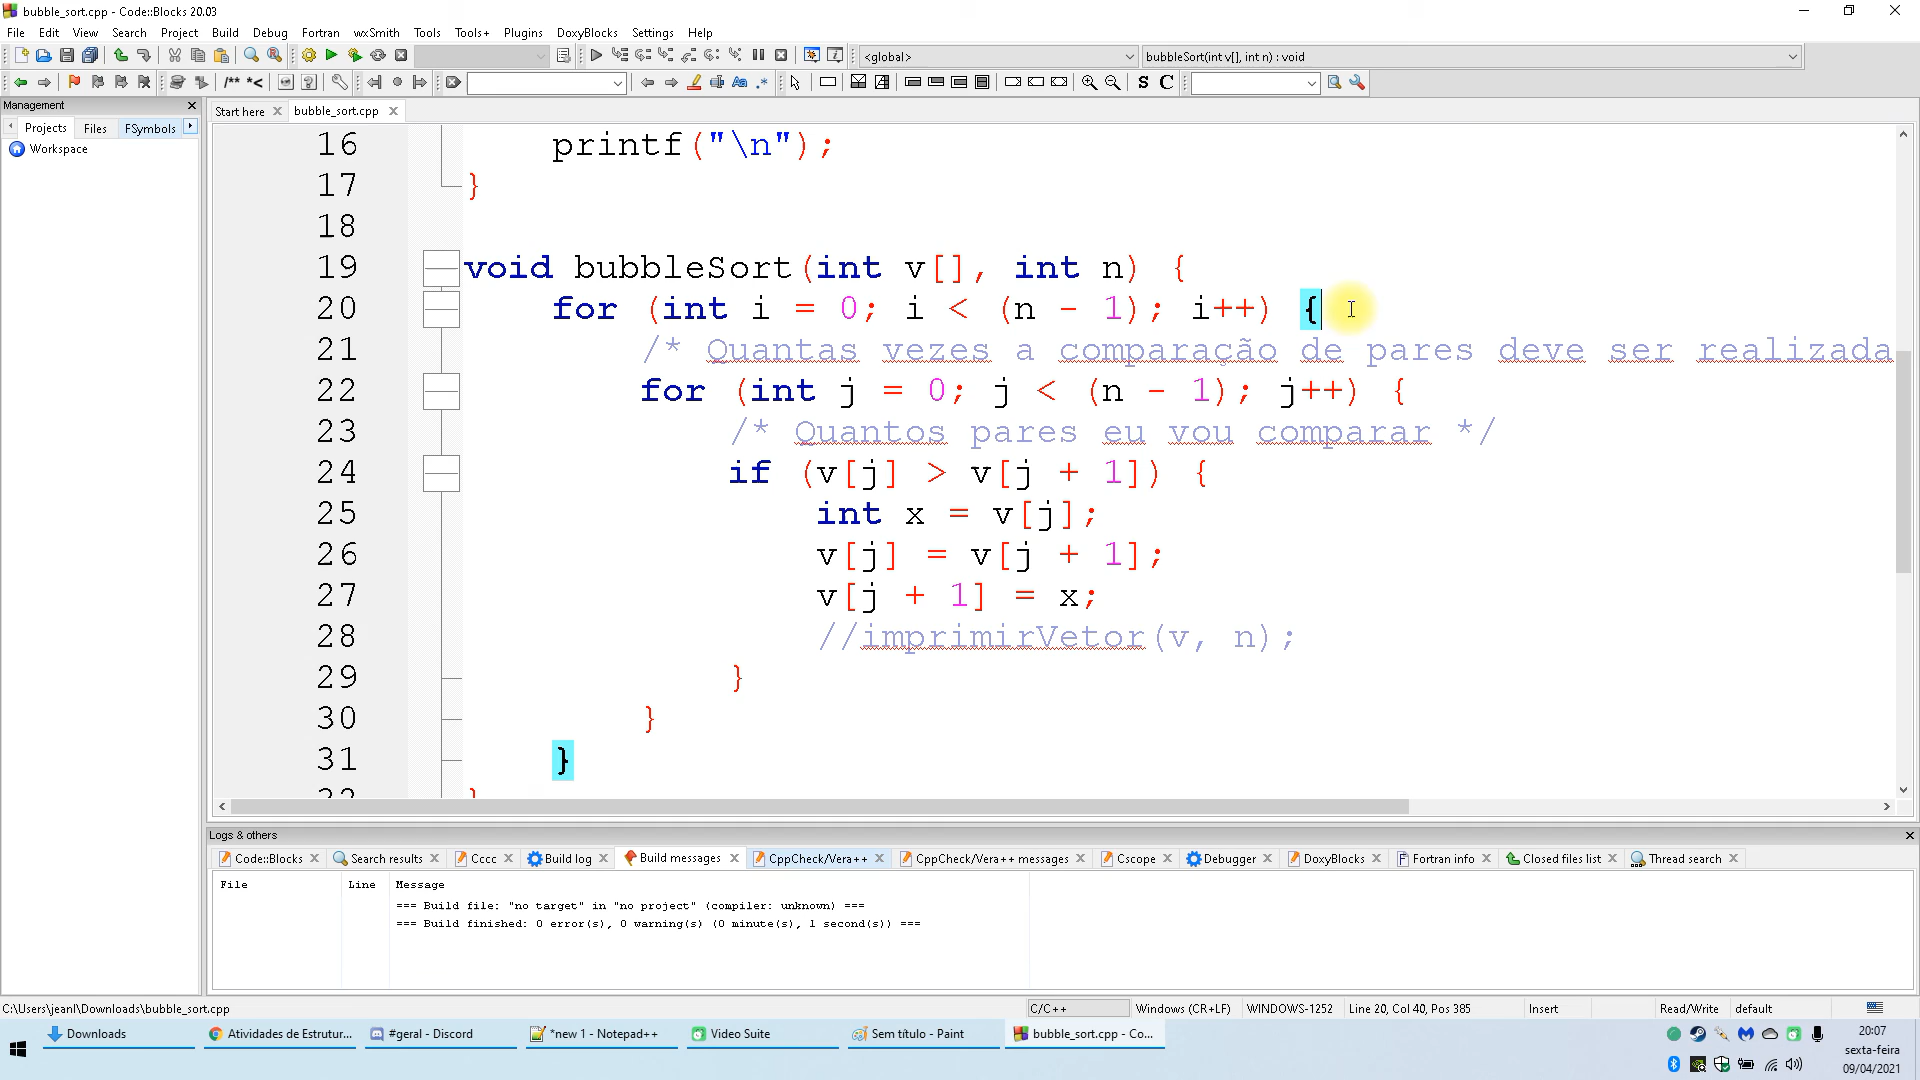 bubble_sort.cpp - Code::Blocks 20.03
File Edit View Search Project Build Debug Fortran wxSmith Tools Tools+ Plugins DoxyBlocks Settings Help
<global> bubbleSort(int v[], int n) : void
/** *< Aa .* S C
Management
Start here bubble_sort.cpp
Projects Files FSymbols
Workspace
16 printf("\n");
17 }
18
19 void bubbleSort(int v[], int n) {
20 for (int i = 0; i < (n - 1); i++) {
21 /* Quantas vezes a comparação de pares deve ser realizada
22 for (int j = 0; j < (n - 1); j++) {
23 /* Quantos pares eu vou comparar */
24 if (v[j] > v[j + 1]) {
25 int x = v[j];
26 v[j] = v[j + 1];
27 v[j + 1] = x;
28 //imprimirVetor(v, n);
29 }
30 }
31 }
32 }
Logs & others
Code::Blocks Search results Cccc Build log Build messages CppCheck/Vera++ CppCheck/Vera++ messages Cscope Debugger DoxyBlocks Fortran info Closed files list Thread search
File Line Message
=== Build file: "no target" in "no project" (compiler: unknown) ===
=== Build finished: 0 error(s), 0 warning(s) (0 minute(s), 1 second(s)) ===
C:\Users\jeanl\Downloads\bubble_sort.cpp C/C++ Windows (CR+LF) WINDOWS-1252 Line 20, Col 40, Pos 385 Insert Read/Write default
Downloads Atividades de Estrutur... #geral - Discord *new 1 - Notepad++ Video Suite Sem título - Paint bubble_sort.cpp - Co...
20:07
sexta-feira
09/04/2021